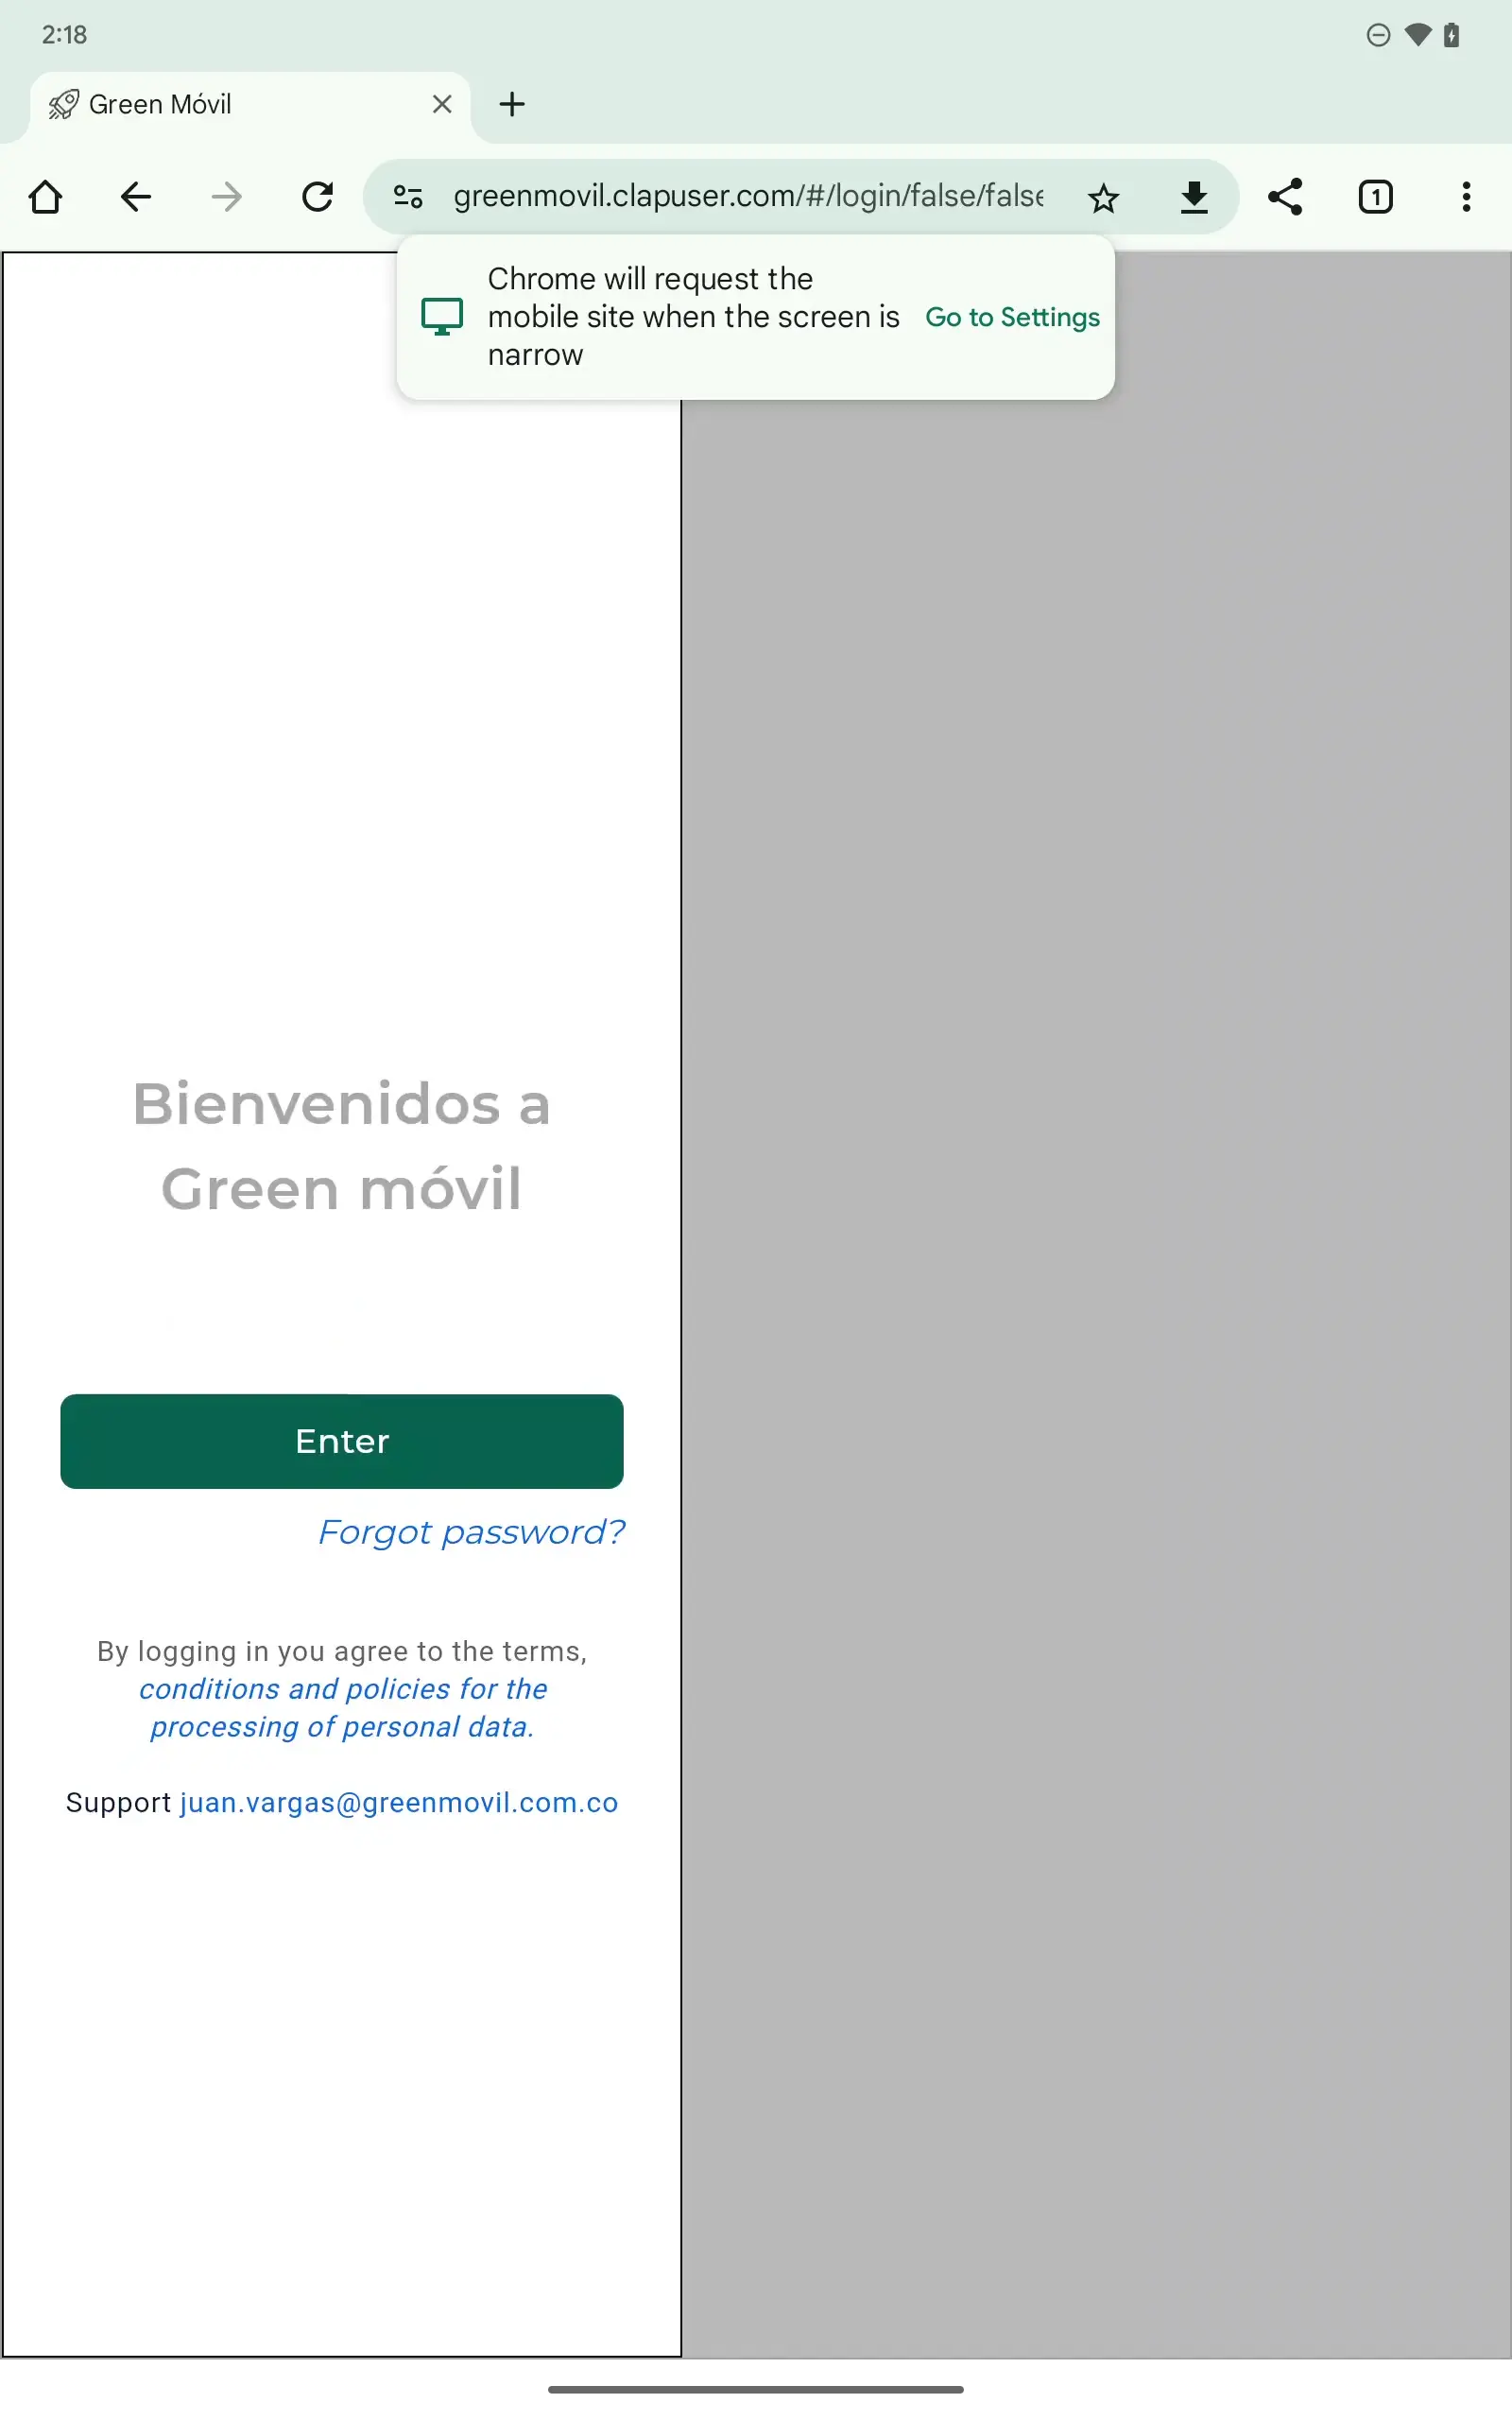 2:18
Green Móvil
greenmovil.clapuser.com/#/login/false/false
1
Chrome will request the
mobile site when the screen is
narrow
Go to Settings
Bienvenidos a
Green móvil
Enter
Forgot password?
By logging in you agree to the terms,
conditions and policies for the
processing of personal data.
Support juan.vargas@greenmovil.com.co